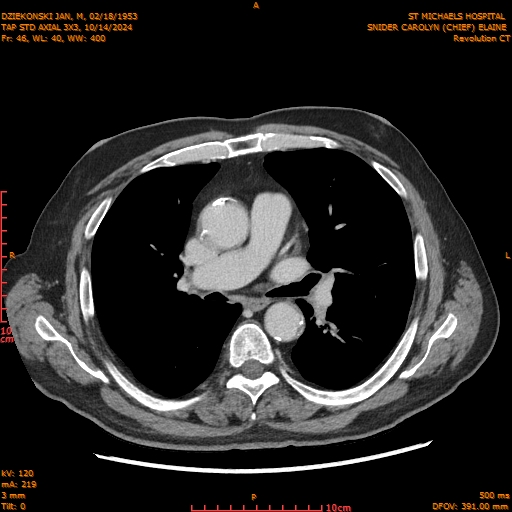 A
DZIEKONSKI JAN, M, 02/18/1953
TAP STD AXIAL 3X3, 10/14/2024
Fr: 46, WL: 40, WW: 400
ST MICHAELS HOSPITAL
SNIDER CAROLYN (CHIEF) ELAINE
Revolution CT
R
L
10
cm
kV: 120
mA: 219
3 mm
Tilt: 0
P
10cm
500 ms
DFOV: 391.00 mm